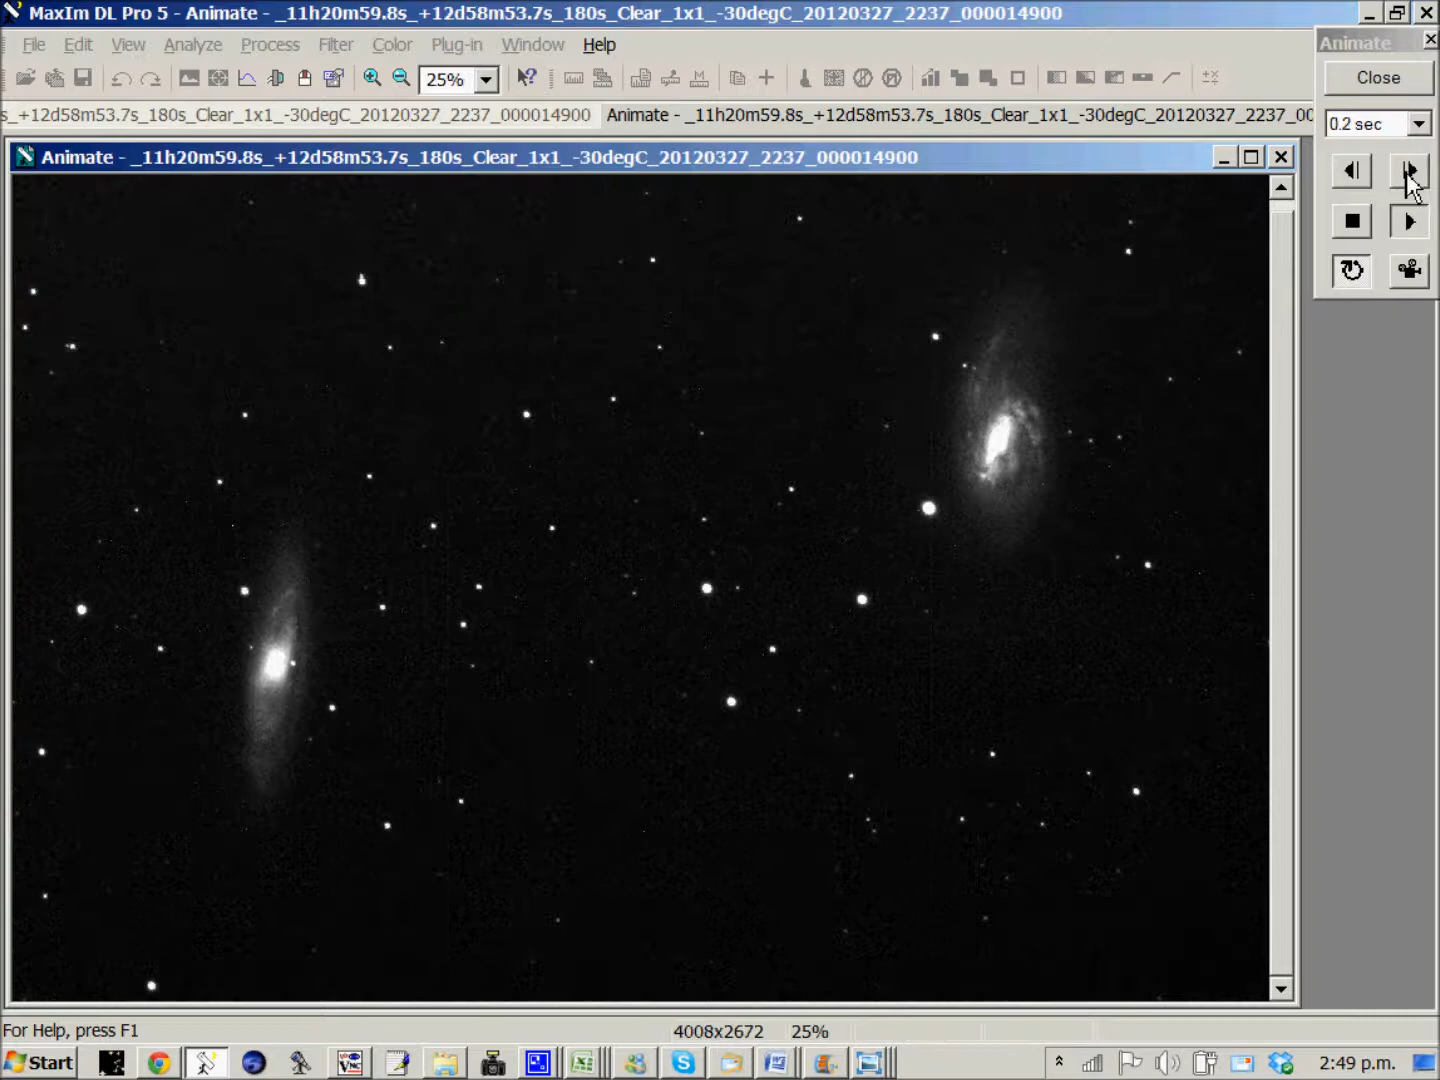 MaxIm DL Pro 5 - Animate - _11h20m59.8s_+12d58m53.7s_180s_Clear_1x1_-30degC_20120327_2237_000014900
File Edit View Analyze Process Filter Color Plug-in Window Help
Animate
Close
25%
0.2 sec
s_+12d58m53.7s_180s_Clear_1x1_-30degC_20120327_2237_000014900
Animate - _11h20m59.8s_+12d58m53.7s_180s_Clear_1x1_-30degC_20120327_2237_00
Animate - _11h20m59.8s_+12d58m53.7s_180s_Clear_1x1_-30degC_20120327_2237_000014900
For Help, press F1
4008x2672 25%
Start
2:49 p.m.